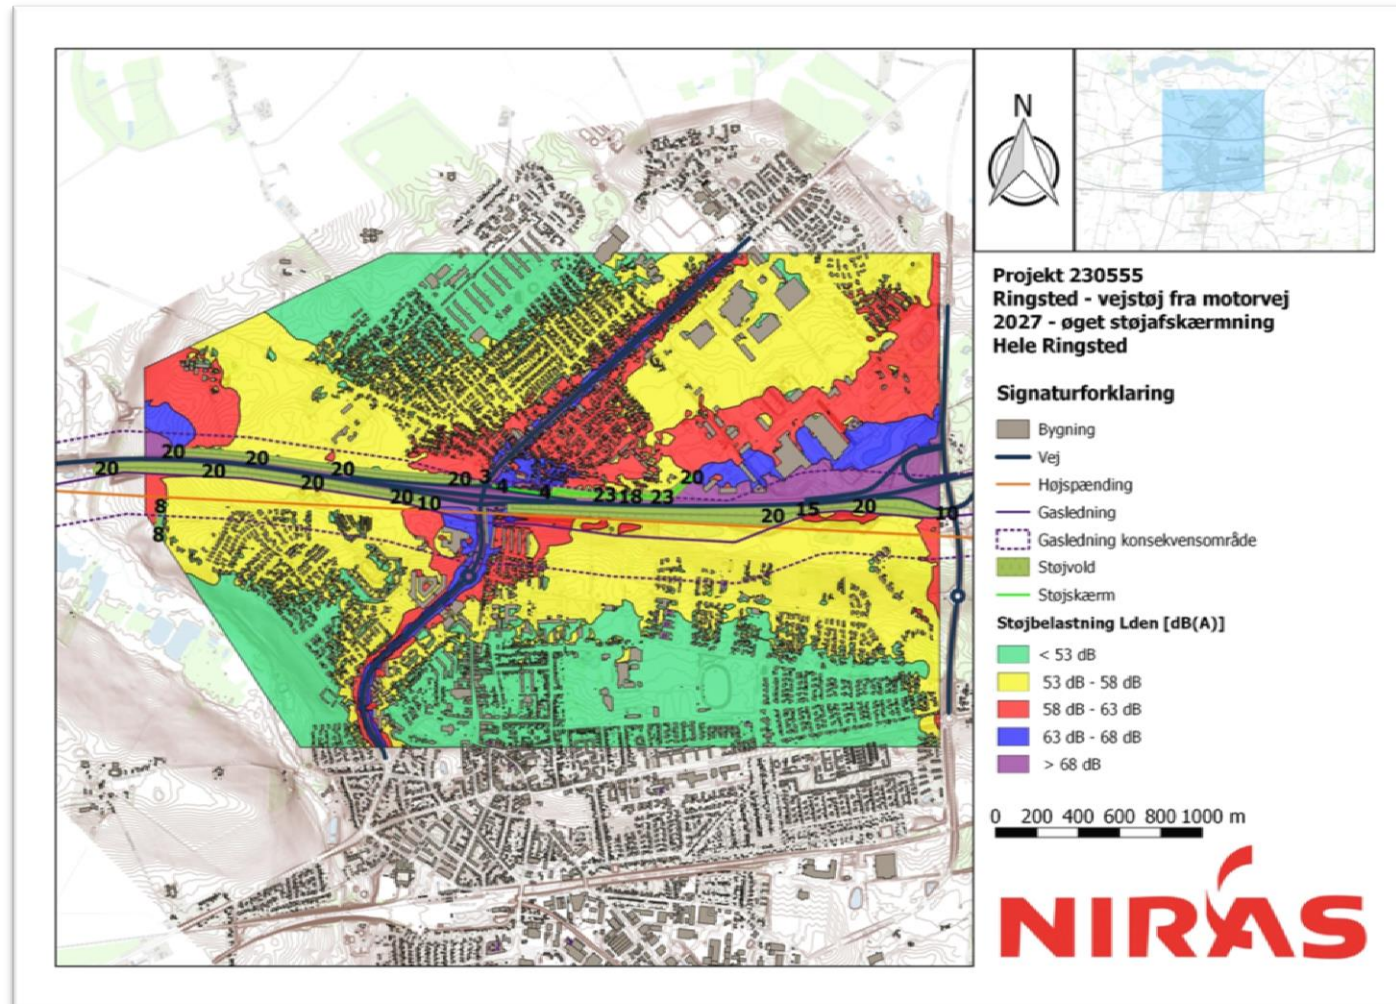 N
Projekt 230555
Ringsted - vejstøj fra motorvej
2027 - øget støjafskærmning
Hele Ringsted
Signaturforklaring
Bygning
Vej
Højspænding
Gasledning
Gasledning konsekvensområde
Støjvold
Støjskærm
Støjbelastning Lden [dB(A)]
< 53 dB
53 dB - 58 dB
58 dB - 63 dB
63 dB - 68 dB
> 68 dB
0 200 400 600 800 1000 m
NIRAS
20
20
20
20
20
20
20
20
10
3
4
4
20
23
18
23
20
15
20
10
8
8